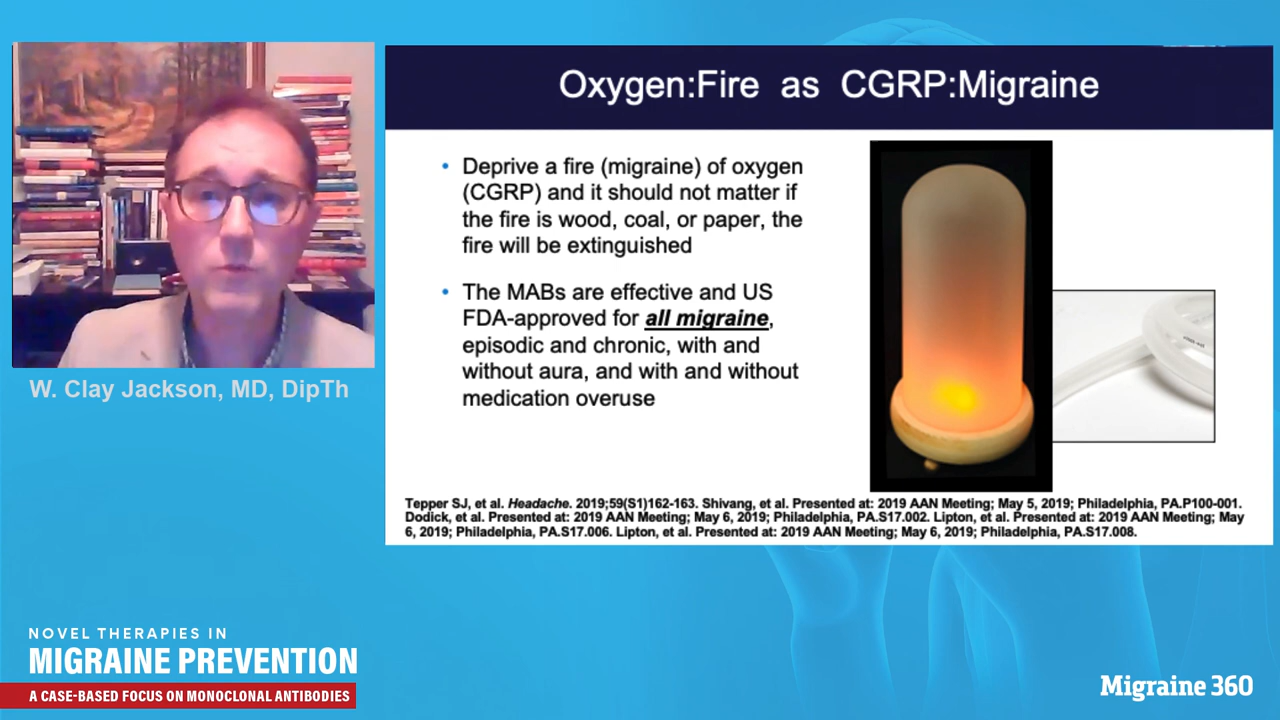 Oxygen:Fire as CGRP:Migraine
• Deprive a fire (migraine) of oxygen
(CGRP) and it should not matter if
the fire is wood, coal, or paper, the
fire will be extinguished
• The MABs are effective and US
FDA-approved for all migraine,
episodic and chronic, with and
without aura, and with and without
medication overuse
Tepper SJ, et al. Headache. 2019;59(S1)162-163. Shivang, et al. Presented at: 2019 AAN Meeting; May 5, 2019; Philadelphia, PA.P100-001.
Dodick, et al. Presented at: 2019 AAN Meeting; May 6, 2019; Philadelphia, PA.S17.002. Lipton, et al. Presented at: 2019 AAN Meeting; May
6, 2019; Philadelphia, PA.S17.006. Lipton, et al. Presented at: 2019 AAN Meeting; May 6, 2019; Philadelphia, PA.S17.008.
W. Clay Jackson, MD, DipTh
NOVEL THERAPIES IN
MIGRAINE PREVENTION
A CASE-BASED FOCUS ON MONOCLONAL ANTIBODIES
Migraine 360